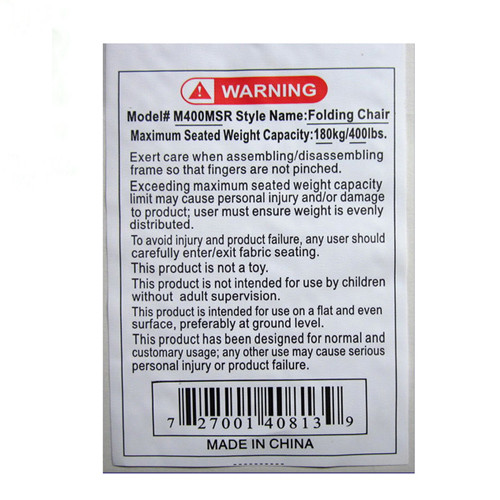 WARNING
Model# M400MSR Style Name:Folding Chair
Maximum Seated Weight Capacity:180kg/400lbs.
Exert care when assembling/disassembling
frame so that fingers are not pinched.
Exceeding maximum seated weight capacity
limit may cause personal injury and/or damage
to product; user must ensure weight is evenly
distributed.
To avoid injury and product failure, any user should
carefully enter/exit fabric seating.
This product is not a toy.
This product is not intended for use by children
without adult supervision.
This product is intended for use on a flat and even
surface, preferably at ground level.
This product has been designed for normal and
customary usage; any other use may cause serious
personal injury or product failure.
7 27001 40813 9
MADE IN CHINA